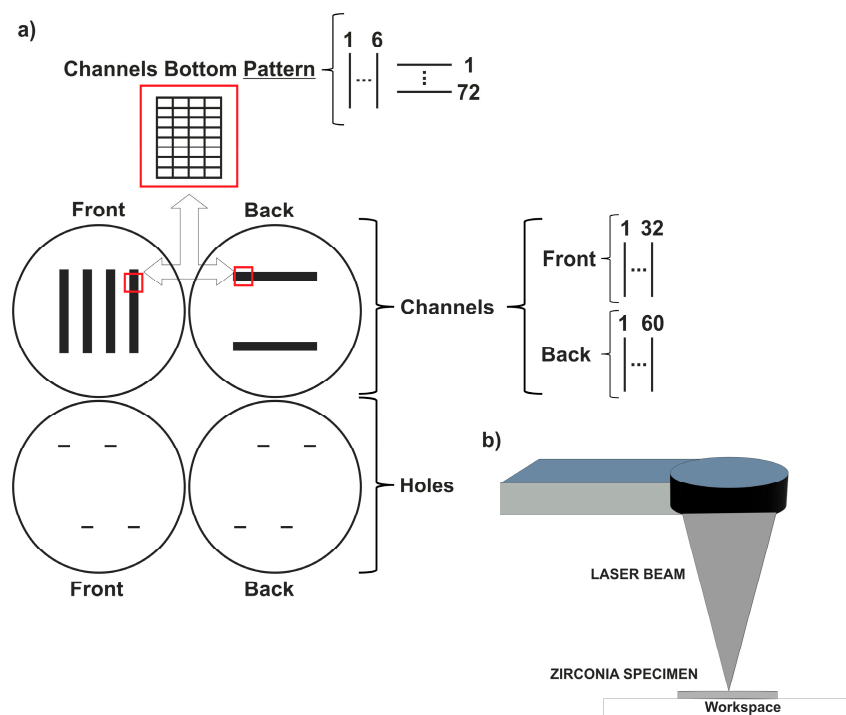 a)
1 6
Channels Bottom Pattern
...
1
...
72
Front
Back
1 32
Front
...
Channels
1 60
Back
...
b)
Holes
Front
Back
LASER BEAM
ZIRCONIA SPECIMEN
Workspace